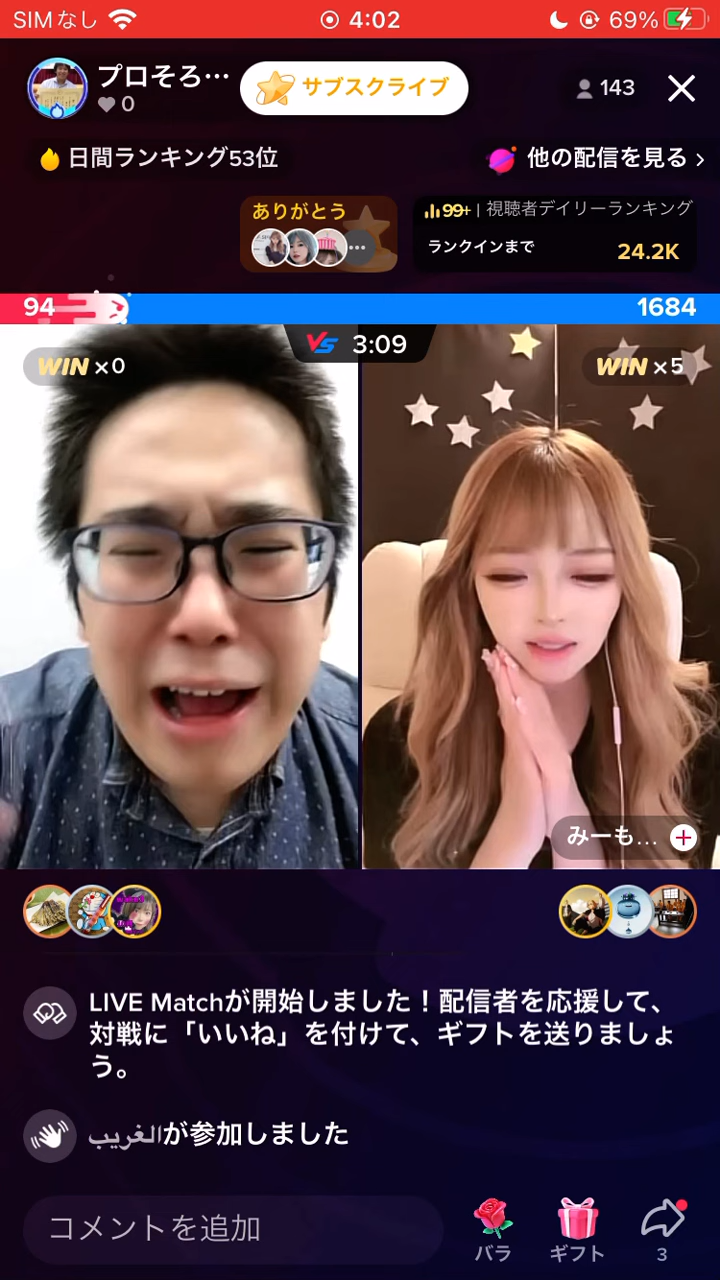 SIMなし
4:02
69%
プロそろ…
0
サブスクライブ
143
日間ランキング53位
他の配信を見る
ありがとう
99+ | 視聴者デイリーランキング
ランクインまで
24.2K
94
1684
VS 3:09
WIN ×0
WIN ×5
みーも…
LIVE Matchが開始しました！配信者を応援して、
対戦に「いいね」を付けて、ギフトを送りましょ
う。
الغريبが参加しました
コメントを追加
バラ
ギフト
3